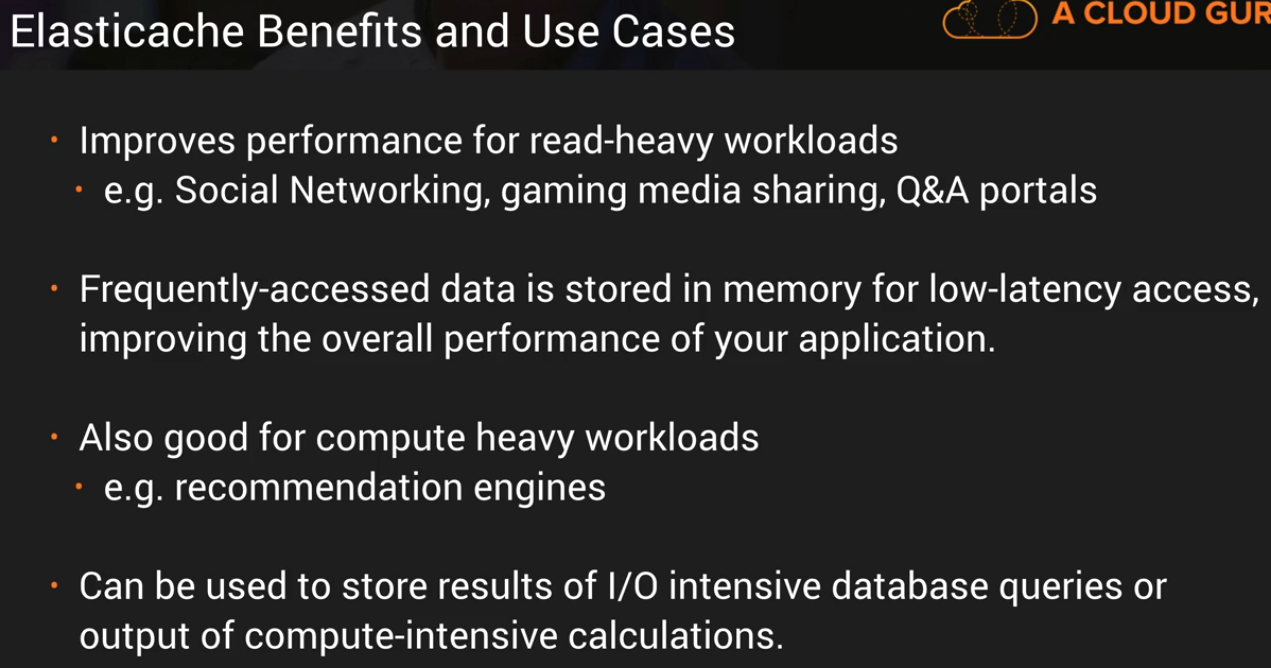 Elasticache Benefits and Use Cases
A CLOUD GUR
• Improves performance for read-heavy workloads
• e.g. Social Networking, gaming media sharing, Q&A portals
• Frequently-accessed data is stored in memory for low-latency access,
improving the overall performance of your application.
• Also good for compute heavy workloads
• e.g. recommendation engines
• Can be used to store results of I/O intensive database queries or
output of compute-intensive calculations.